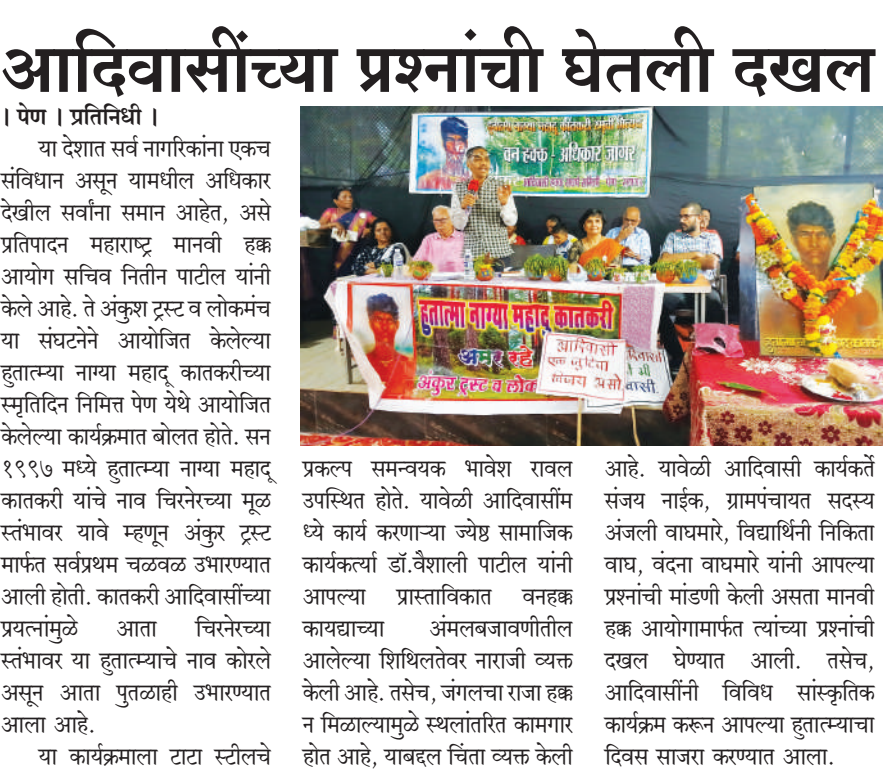 आदिवासींच्या प्रश्नांची घेतली दखल
। पेण । प्रतिनिधी ।
या देशात सर्व नागरिकांना एकच
संविधान असून यामधील अधिकार
देखील सर्वांना समान आहेत, असे
प्रतिपादन महाराष्ट्र मानवी हक्क
आयोग सचिव नितीन पाटील यांनी
केले आहे. ते अंकुश ट्रस्ट व लोकमंच
या संघटनेने आयोजित केलेल्या
हुतात्म्या नाग्या महादू कातकरीच्या
स्मृतिदिन निमित्त पेण येथे आयोजित
केलेल्या कार्यक्रमात बोलत होते. सन
१९९७ मध्ये हुतात्म्या नाग्या महादू
कातकरी यांचे नाव चिरनेरच्या मूळ
स्तंभावर यावे म्हणून अंकुर ट्रस्ट
मार्फत सर्वप्रथम चळवळ उभारण्यात
आली होती. कातकरी आदिवासींच्या
प्रयत्नांमुळे आता चिरनेरच्या
स्तंभावर या हुतात्म्याचे नाव कोरले
असून आता पुतळाही उभारण्यात
आला आहे.
या कार्यक्रमाला टाटा स्टीलचे
हुतात्मा नाग्या महादु कातकरी स्मृती
वन हक्क - अधिकार जागर
हुतात्मा नाग्या महादु कातकरी
अमर रहे
अंकुर ट्रस्ट व लोक
आदिवासी
एक जुटीचा
विजय असो
प्रकल्प समन्वयक भावेश रावल
उपस्थित होते. यावेळी आदिवासींम
ध्ये कार्य करणाऱ्या ज्येष्ठ सामाजिक
कार्यकर्त्या डॉ.वैशाली पाटील यांनी
आपल्या प्रास्ताविकात वनहक्क
कायद्याच्या अंमलबजावणीतील
आलेल्या शिथिलतेवर नाराजी व्यक्त
केली आहे. तसेच, जंगलचा राजा हक्क
न मिळाल्यामुळे स्थलांतरित कामगार
होत आहे, याबद्दल चिंता व्यक्त केली
आहे. यावेळी आदिवासी कार्यकर्ते
संजय नाईक, ग्रामपंचायत सदस्य
अंजली वाघमारे, विद्यार्थिनी निकिता
वाघ, वंदना वाघमारे यांनी आपल्या
प्रश्नांची मांडणी केली असता मानवी
हक्क आयोगामार्फत त्यांच्या प्रश्नांची
दखल घेण्यात आली. तसेच,
आदिवासींनी विविध सांस्कृतिक
कार्यक्रम करून आपल्या हुतात्म्याचा
दिवस साजरा करण्यात आला.